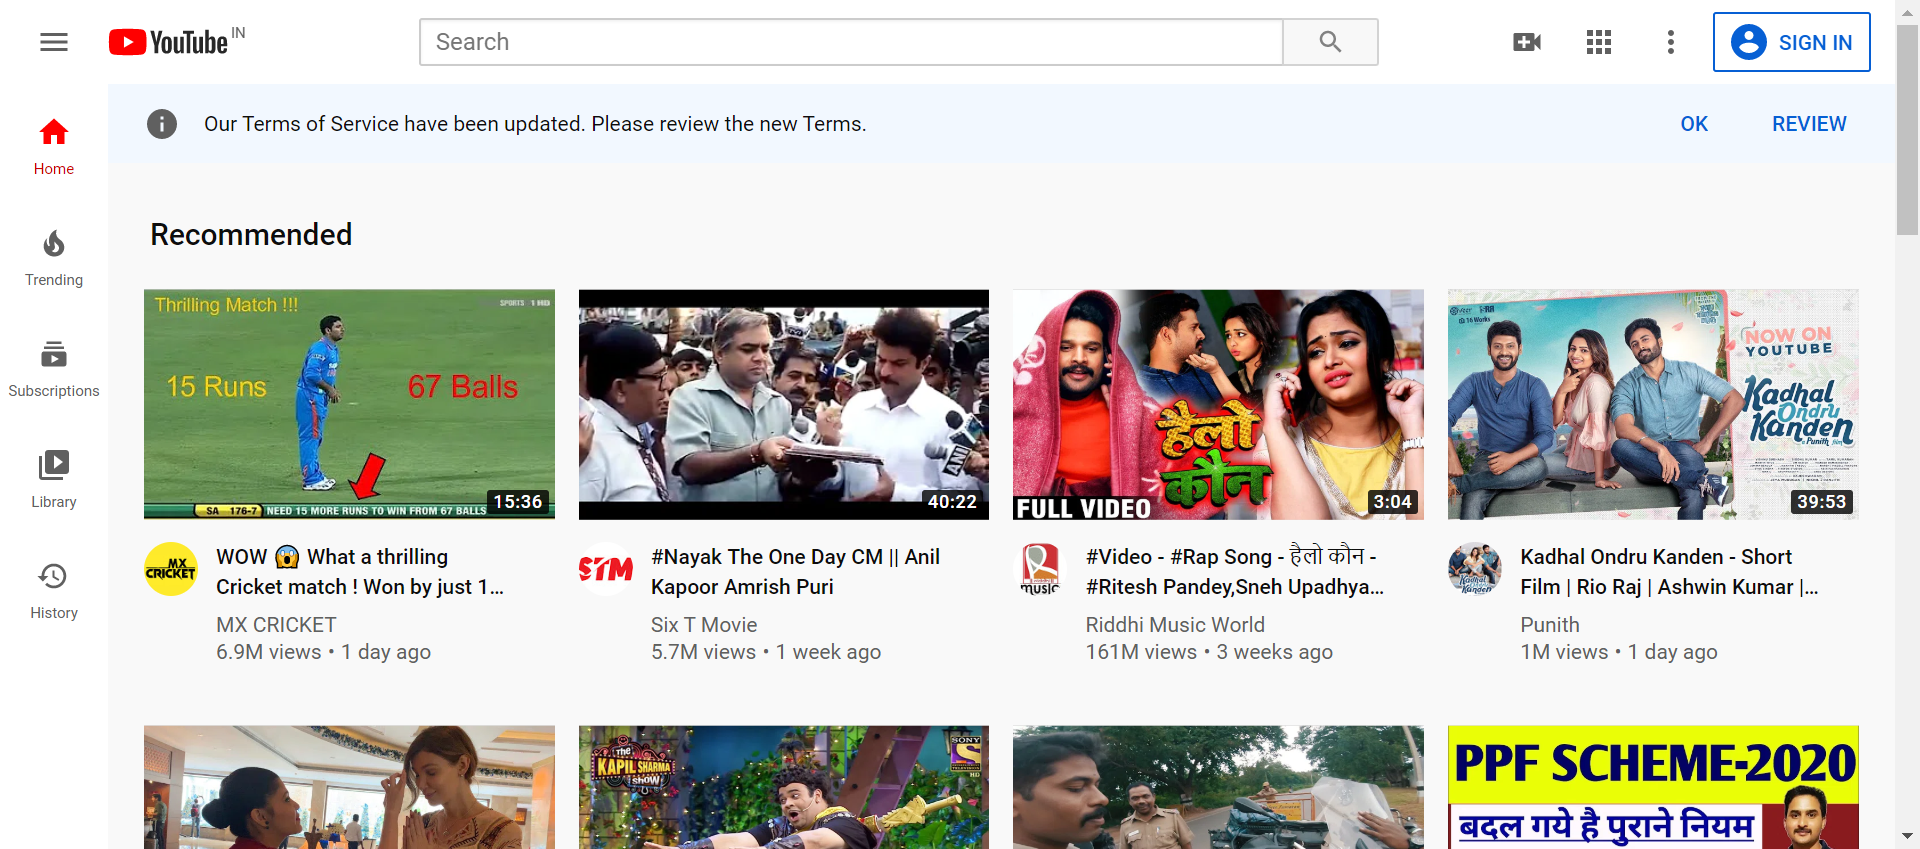 YouTube IN
Search
SIGN IN
Our Terms of Service have been updated. Please review the new Terms.
OK
REVIEW
Home
Trending
Subscriptions
Library
History
Recommended
Thrilling Match !!!
15 Runs
67 Balls
SA 176-7 NEED 15 MORE RUNS TO WIN FROM 67 BALLS
15:36
WOW 😱 What a thrilling
Cricket match ! Won by just 1...
MX CRICKET
MX CRICKET
6.9M views • 1 day ago
ANI
40:22
STM
#Nayak The One Day CM || Anil
Kapoor Amrish Puri
Six T Movie
5.7M views • 1 week ago
हैलो
कौन
FULL VIDEO
3:04
music
#Video - #Rap Song - हैलो कौन -
#Ritesh Pandey,Sneh Upadhya...
Riddhi Music World
161M views • 3 weeks ago
NOW ON
YOUTUBE
Kadhal
Ondru
Kanden
a Punith film
39:53
Kadhal Ondru Kanden - Short
Film | Rio Raj | Ashwin Kumar |...
Punith
1M views • 1 day ago
The
KAPIL SHARMA
Show
SONY
HD
PPF SCHEME-2020
बदल गये है पुराने नियम